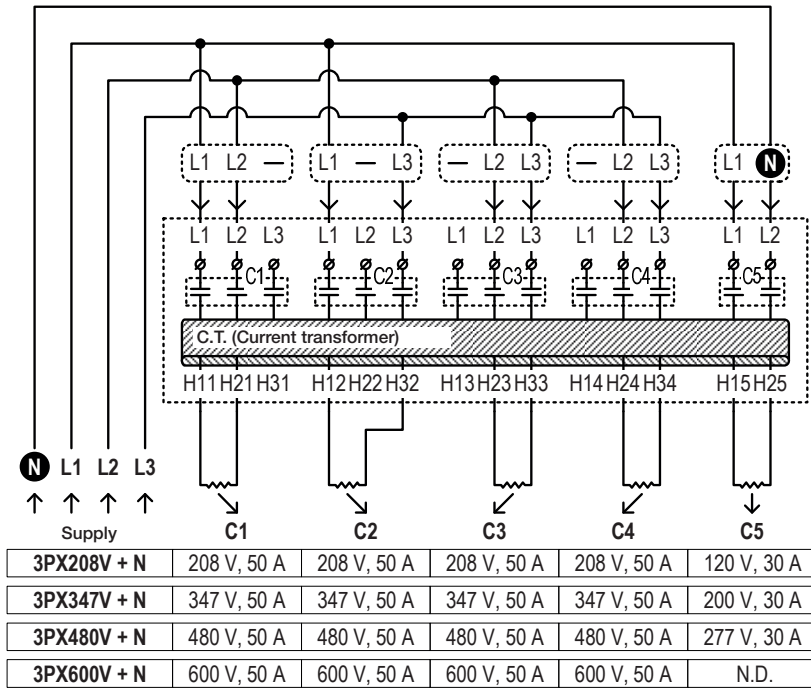 L1 L2 —
L1 — L3
— L2 L3
— L2 L3
L1 N
L1 L2 L3
L1 L2 L3
L1 L2 L3
L1 L2 L3
L1 L2
C1
C2
C3
C4
C5
C.T. (Current transformer)
H11 H21 H31
H12 H22 H32
H13 H23 H33
H14 H24 H34
H15 H25
N L1 L2 L3
Supply C1 C2 C3 C4 C5
3PX208V + N 208 V, 50 A 208 V, 50 A 208 V, 50 A 208 V, 50 A 120 V, 30 A
3PX347V + N 347 V, 50 A 347 V, 50 A 347 V, 50 A 347 V, 50 A 200 V, 30 A
3PX480V + N 480 V, 50 A 480 V, 50 A 480 V, 50 A 480 V, 50 A 277 V, 30 A
3PX600V + N 600 V, 50 A 600 V, 50 A 600 V, 50 A 600 V, 50 A N.D.